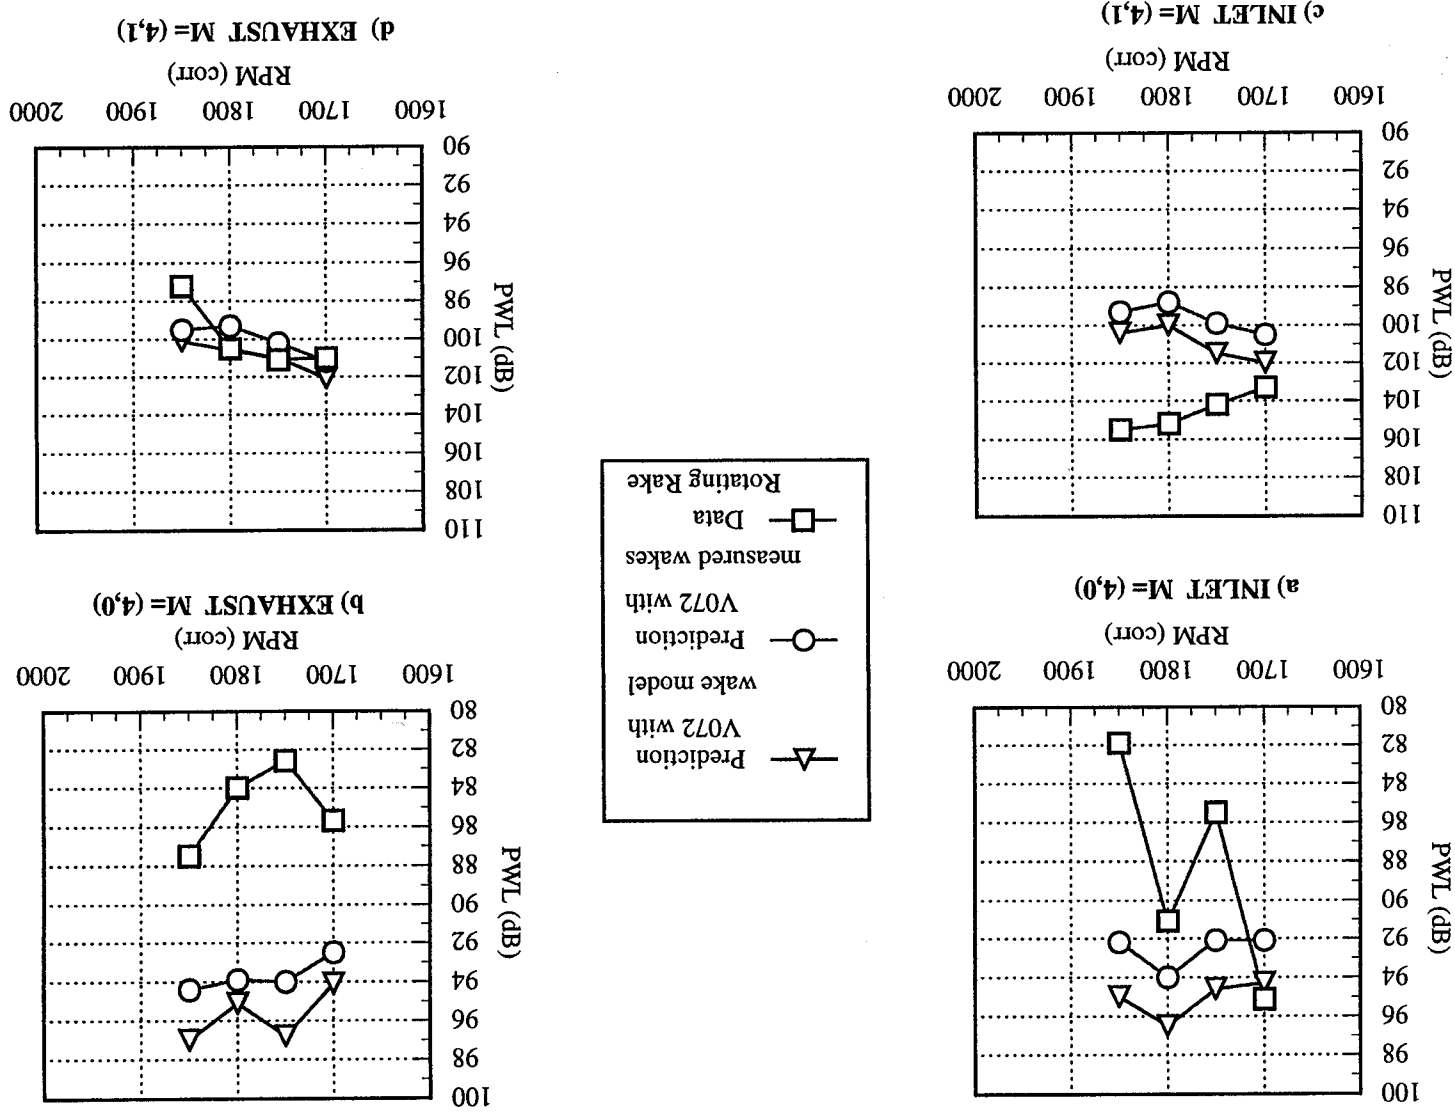 PWL (dB)
100
98
96
94
92
90
88
86
84
82
80
1600 1700 1800 1900 2000
RPM (corr)
a) INLET M= (4,0)
PWL (dB)
100
98
96
94
92
90
88
86
84
82
80
1600 1700 1800 1900 2000
RPM (corr)
b) EXHAUST M= (4,0)
Prediction
V072 with
wake model
Prediction
V072 with
measured wakes
Data
Rotating Rake
PWL (dB)
110
108
106
104
102
100
98
96
94
92
90
1600 1700 1800 1900 2000
RPM (corr)
c) INLET M= (4,1)
PWL (dB)
110
108
106
104
102
100
98
96
94
92
90
1600 1700 1800 1900 2000
RPM (corr)
d) EXHAUST M= (4,1)